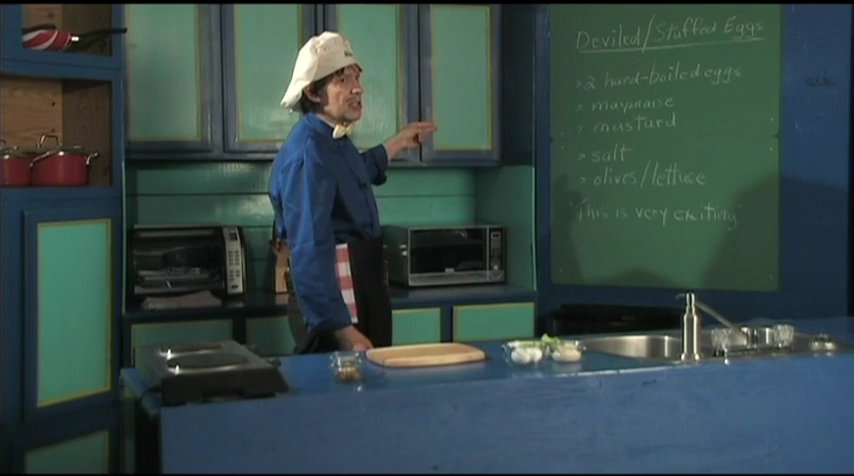 Deviled/Stuffed Eggs
> 2 hard-boiled eggs
> mayonaise
> mustard
> salt
> olives/lettuce
"This is very exciting"